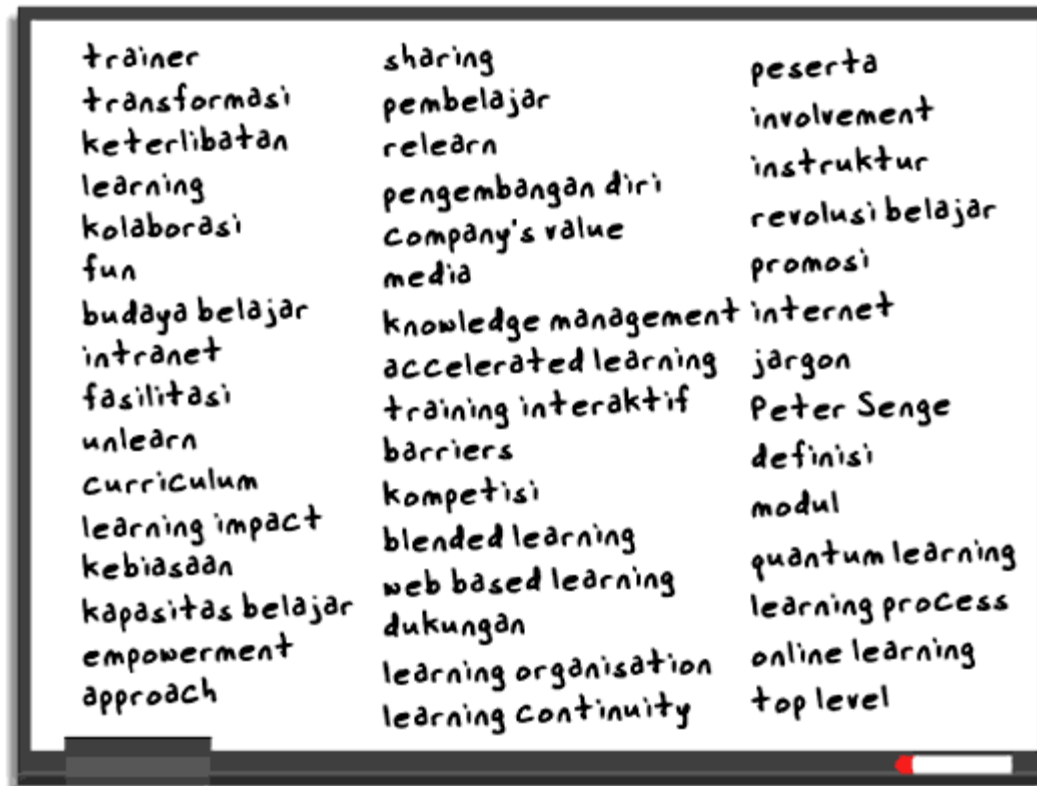 trainer
transformasi
keterlibatan
learning
kolaborasi
fun
budaya belajar
intranet
fasilitasi
unlearn
curriculum
learning impact
kebiasaan
kapasitas belajar
empowerment
approach
sharing
pembelajar
relearn
pengembangan diri
company's value
media
knowledge management
accelerated learning
training interaktif
barriers
kompetisi
blended learning
web based learning
dukungan
learning organisation
learning continuity
peserta
involvement
instruktur
revolusi belajar
promosi
internet
jargon
Peter Senge
definisi
modul
quantum learning
learning process
online learning
top level